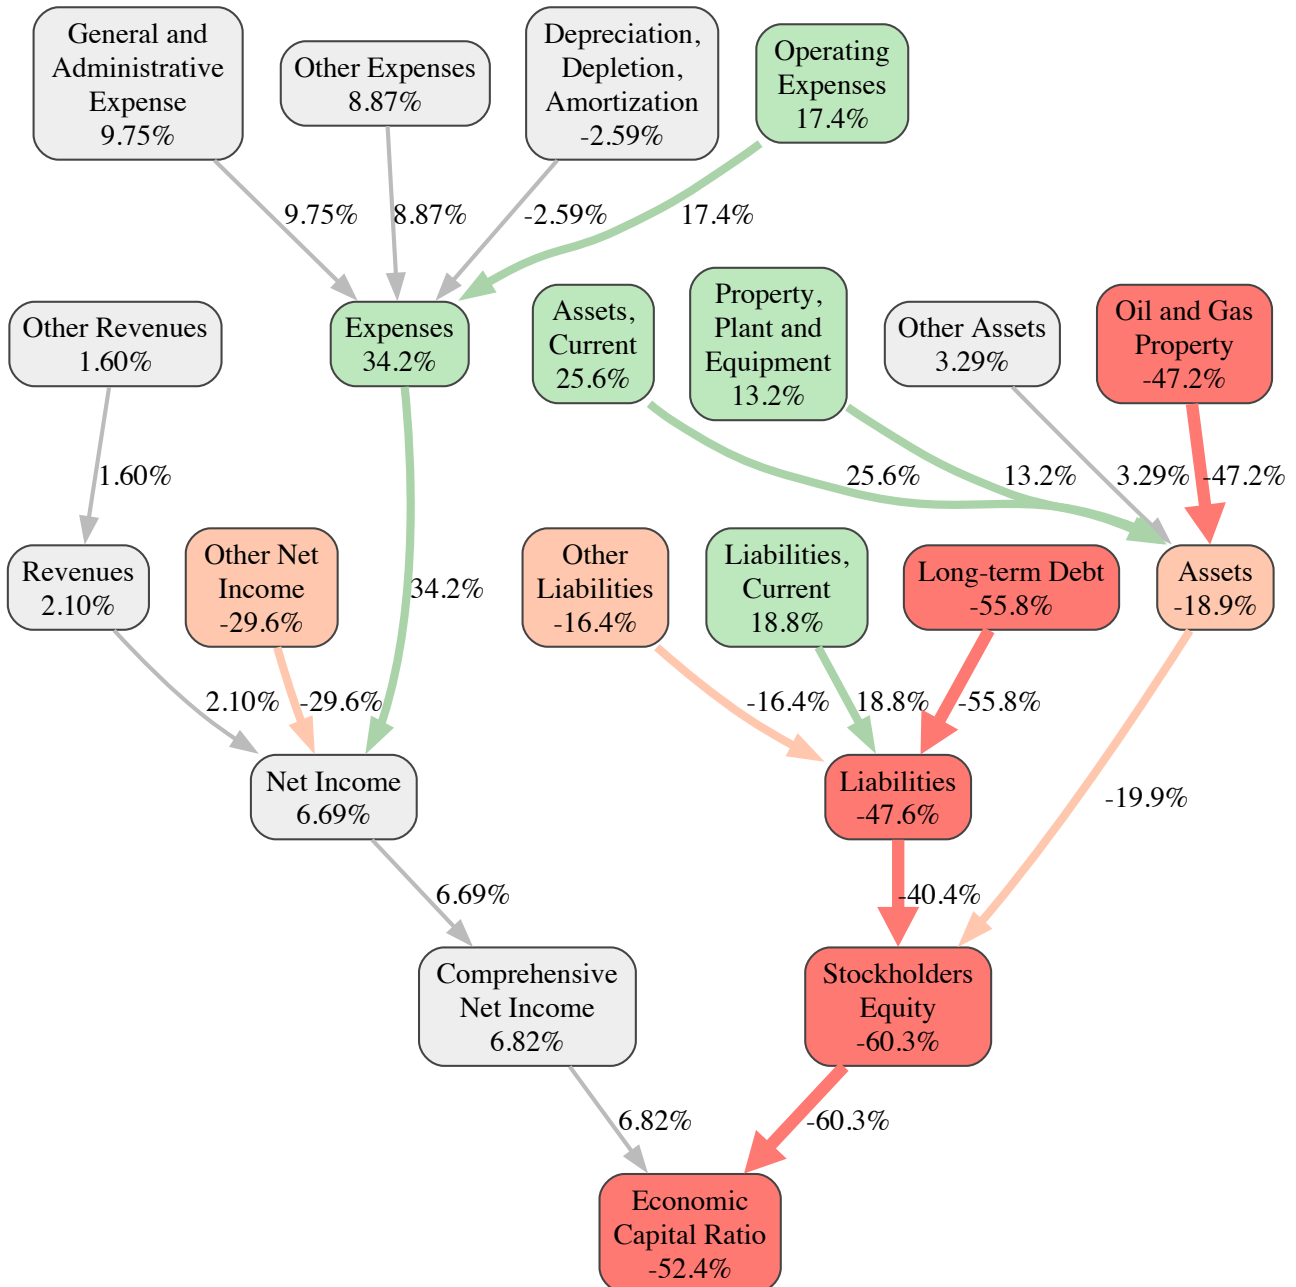 General and
Administrative
Expense
9.75%
Other Expenses
8.87%
Depreciation,
Depletion,
Amortization
-2.59%
Operating
Expenses
17.4%
9.75%
8.87%
-2.59%
17.4%
Other Revenues
1.60%
Expenses
34.2%
Assets,
Current
25.6%
Property,
Plant and
Equipment
13.2%
Other Assets
3.29%
Oil and Gas
Property
-47.2%
1.60%
25.6%
13.2%
3.29%
-47.2%
Revenues
2.10%
Other Net
Income
-29.6%
34.2%
Other
Liabilities
-16.4%
Liabilities,
Current
18.8%
Long-term Debt
-55.8%
Assets
-18.9%
2.10%
-29.6%
-16.4%
18.8%
-55.8%
Net Income
6.69%
Liabilities
-47.6%
-19.9%
6.69%
-40.4%
Comprehensive
Net Income
6.82%
Stockholders
Equity
-60.3%
6.82%
-60.3%
Economic
Capital Ratio
-52.4%